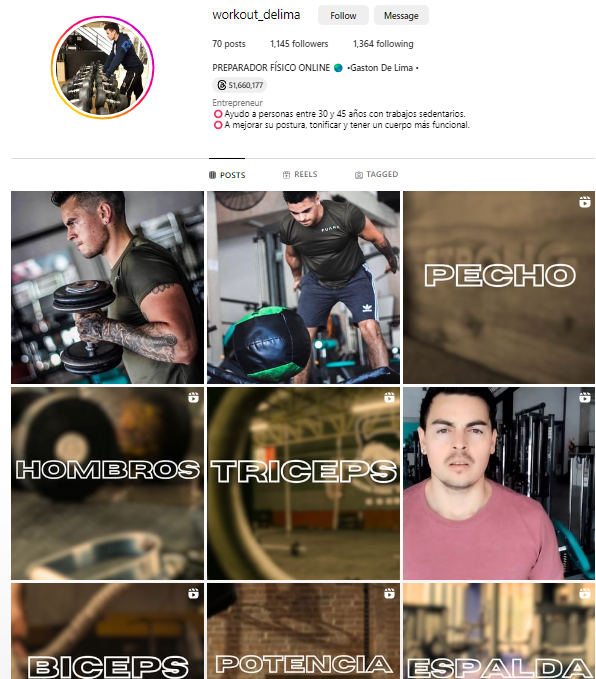 workout_delima Follow Message
70 posts 1,145 followers 1,364 following
PREPARADOR FÍSICO ONLINE •Gaston De Lima •
51,660,177
Entrepreneur
⭕Ayudo a personas entre 30 y 45 años con trabajos sedentarios.
⭕A mejorar su postura, tonificar y tener un cuerpo más funcional.
POSTS REELS TAGGED
PECHO
HOMBROS
TRICEPS
BICEPS
POTENCIA
ESPALDA